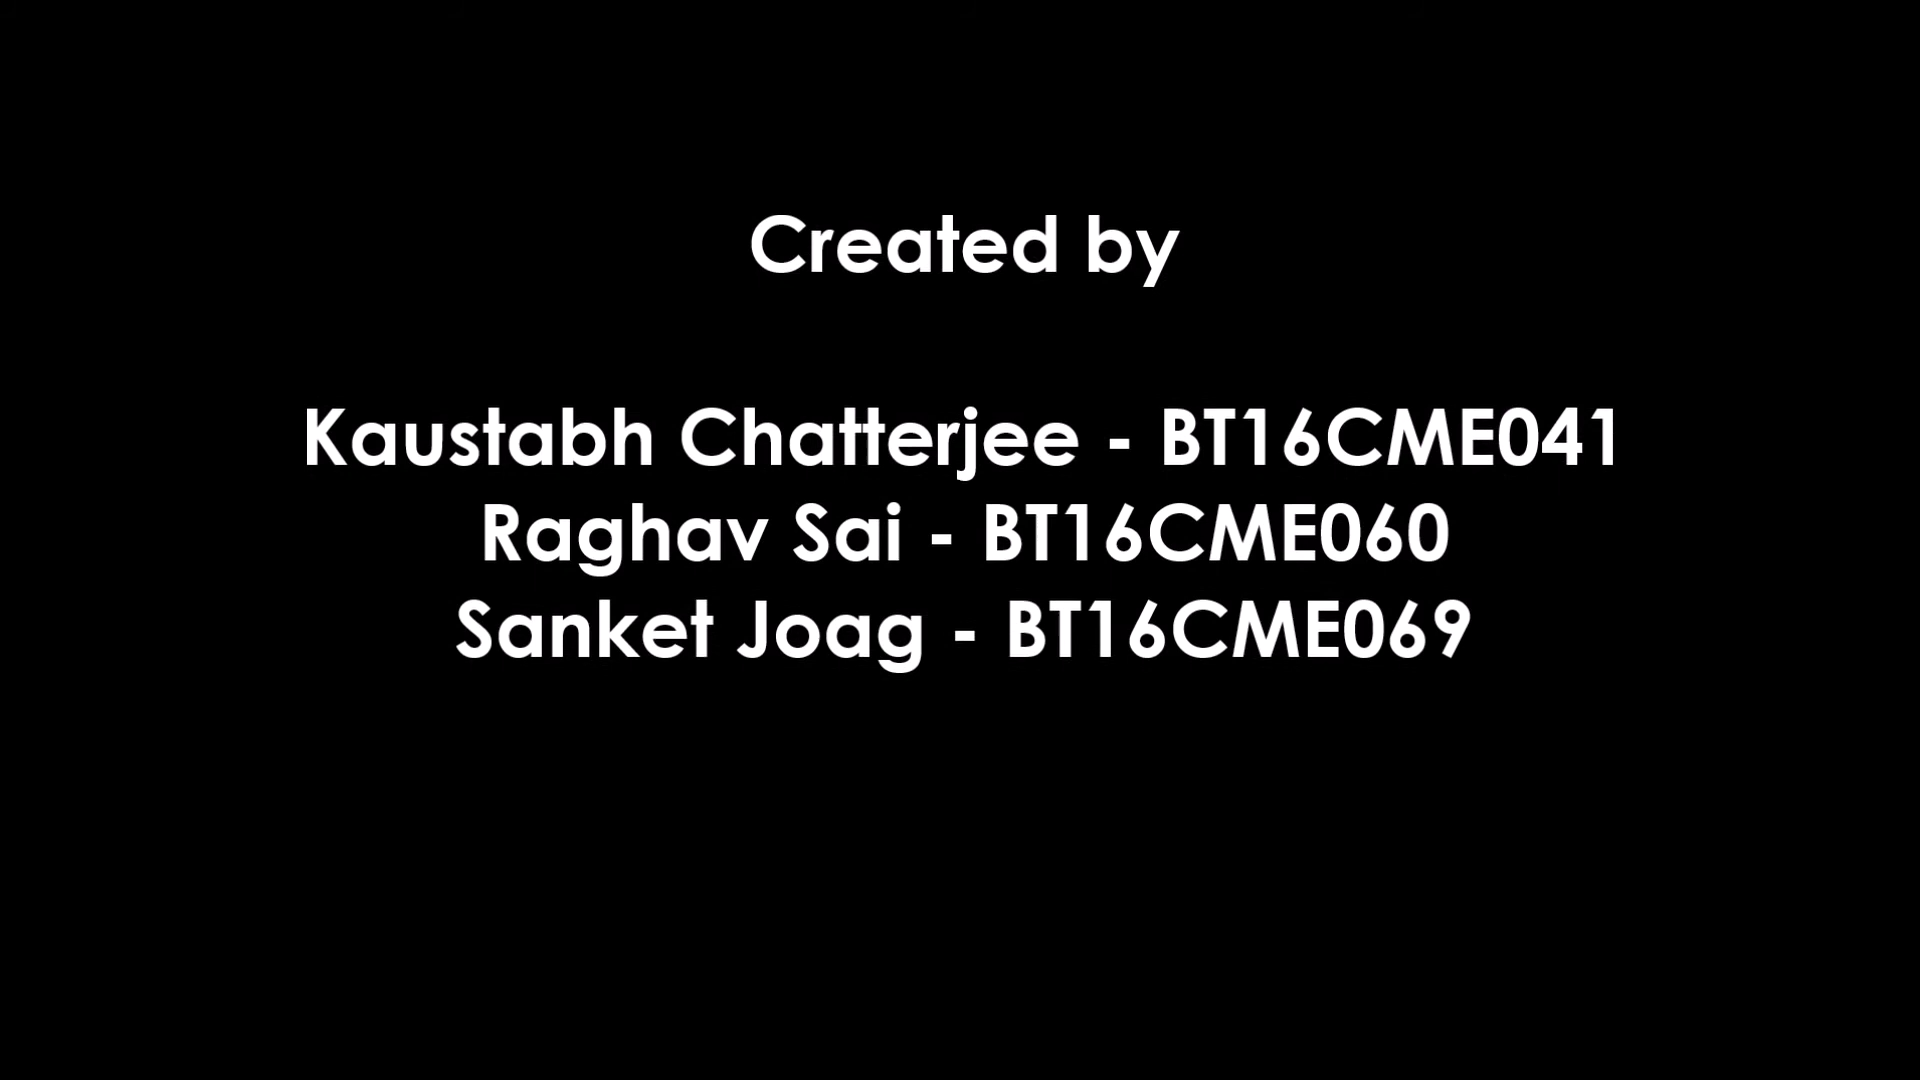 Created by
Kaustabh Chatterjee - BT16CME041
Raghav Sai - BT16CME060
Sanket Joag - BT16CME069